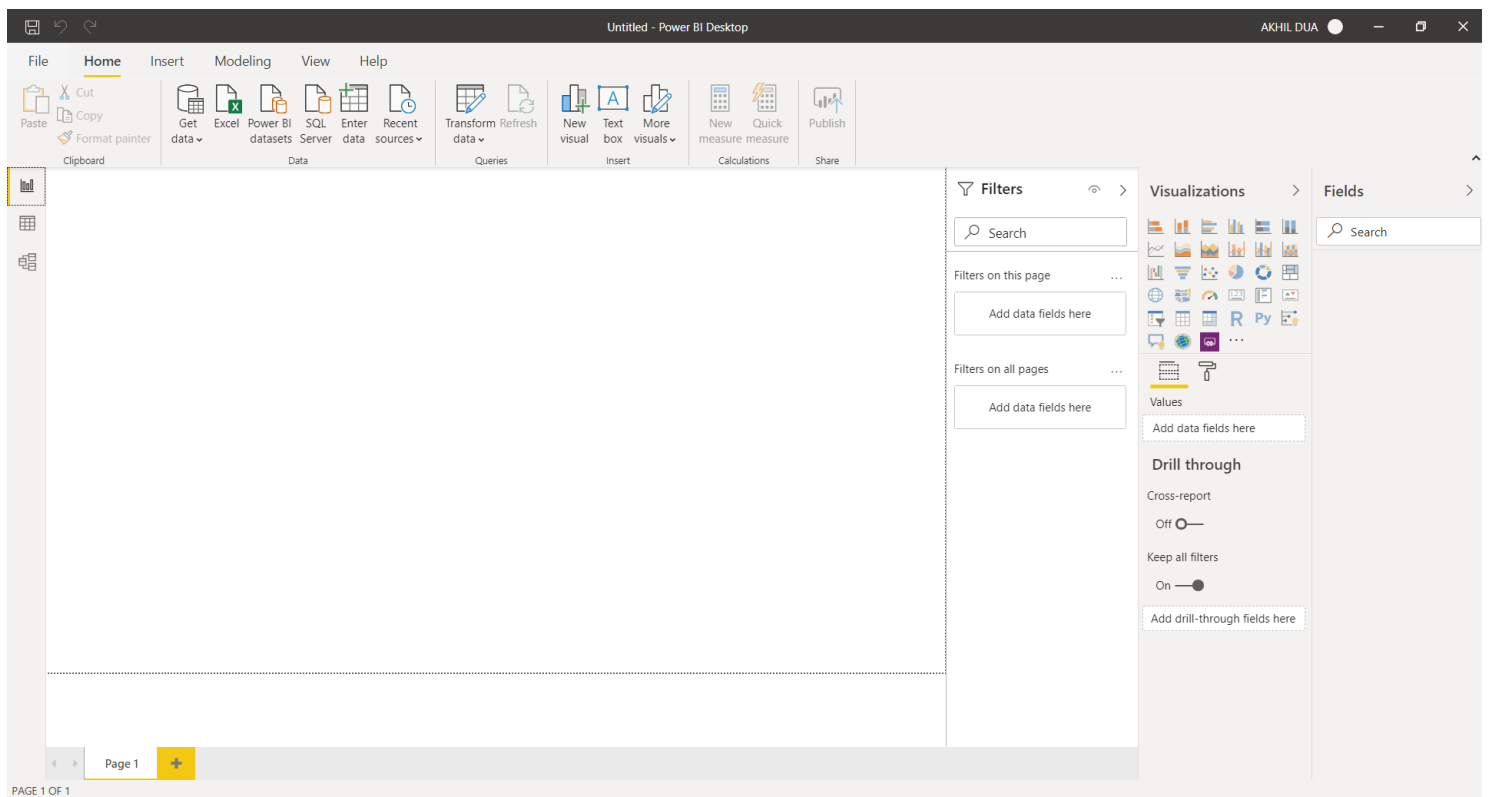 Untitled - Power BI Desktop
AKHIL DUA
File Home Insert Modeling View Help
Paste
Cut
Copy
Format painter
Clipboard
Get data
Excel
Power BI datasets
SQL Server
Enter data
Recent sources
Data
Transform data
Refresh
Queries
New visual
Text box
More visuals
Insert
New measure
Quick measure
Calculations
Publish
Share
Filters
Search
Filters on this page
...
Add data fields here
Filters on all pages
...
Add data fields here
Visualizations
123
R
Py
...
Values
Add data fields here
Drill through
Cross-report
Off
Keep all filters
On
Add drill-through fields here
Fields
Search
Page 1
PAGE 1 OF 1